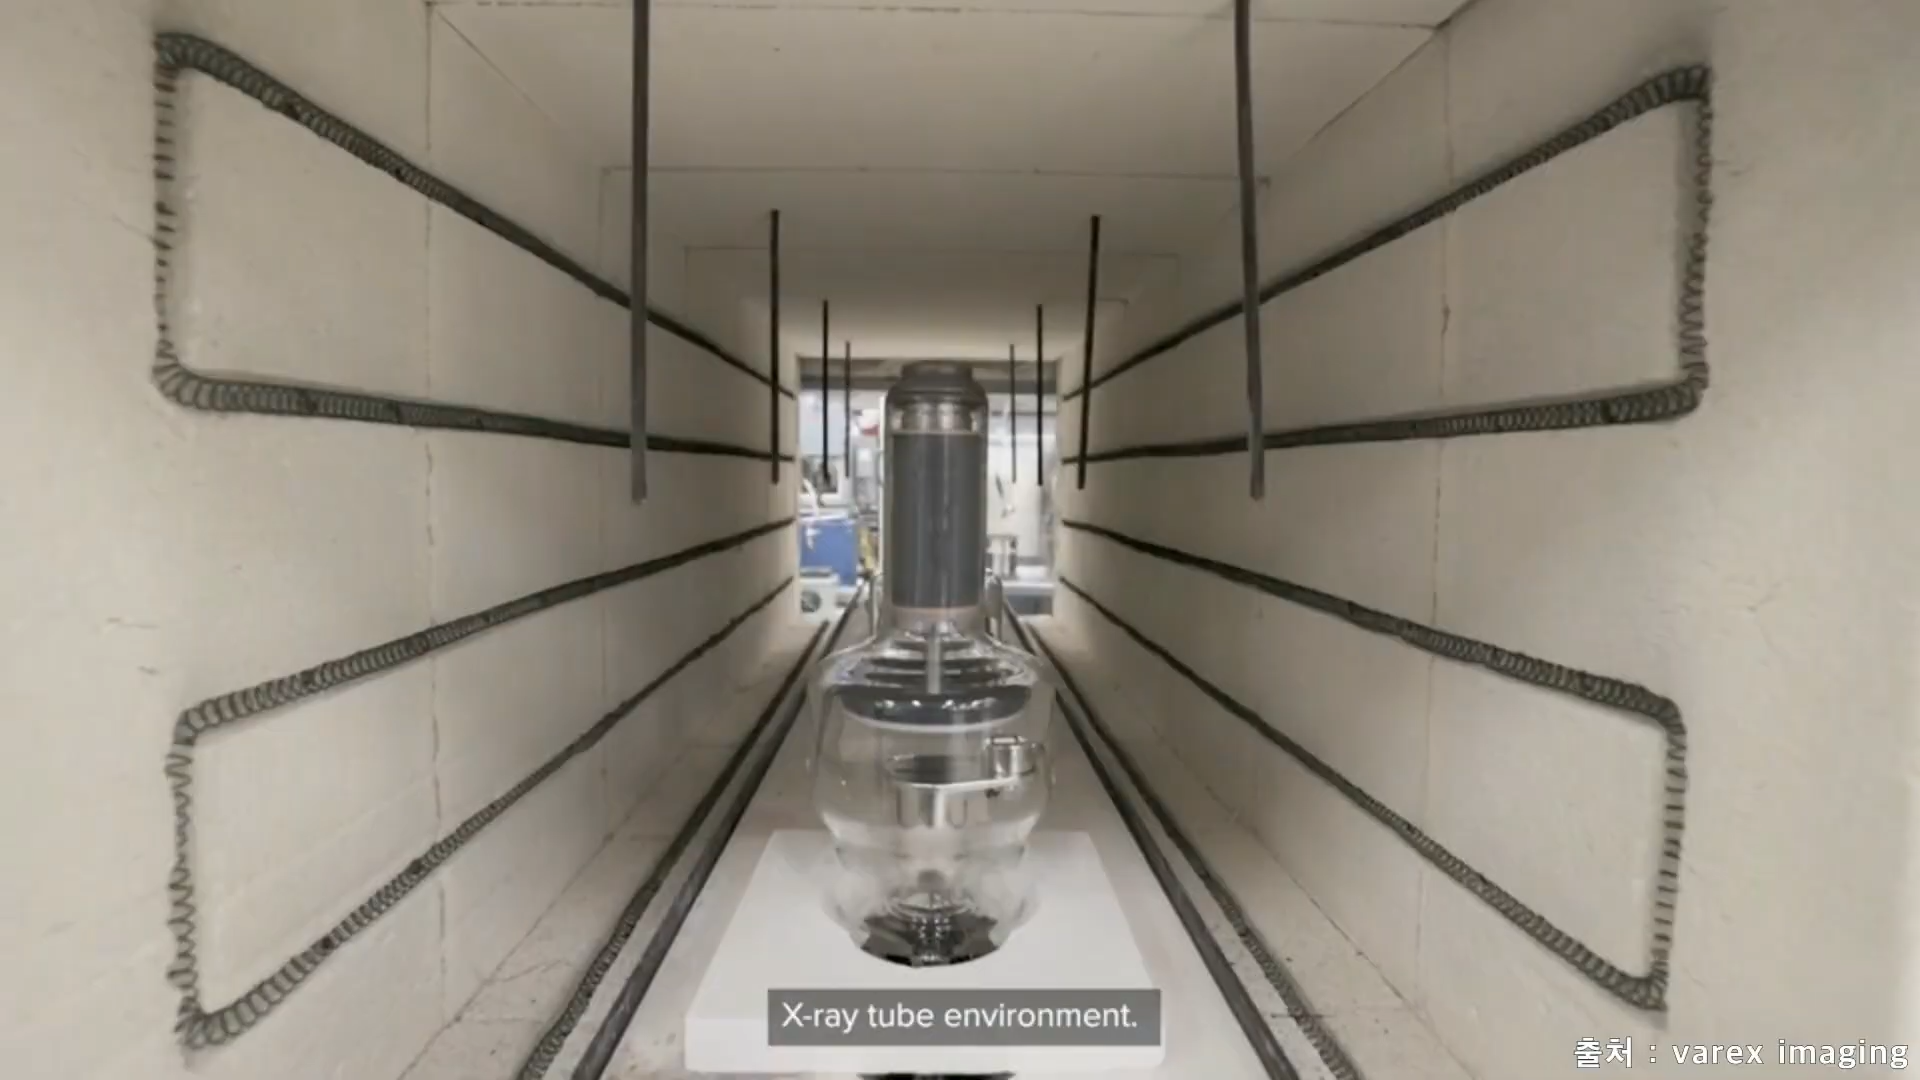 X-ray tube environment.
출처 : varex imaging